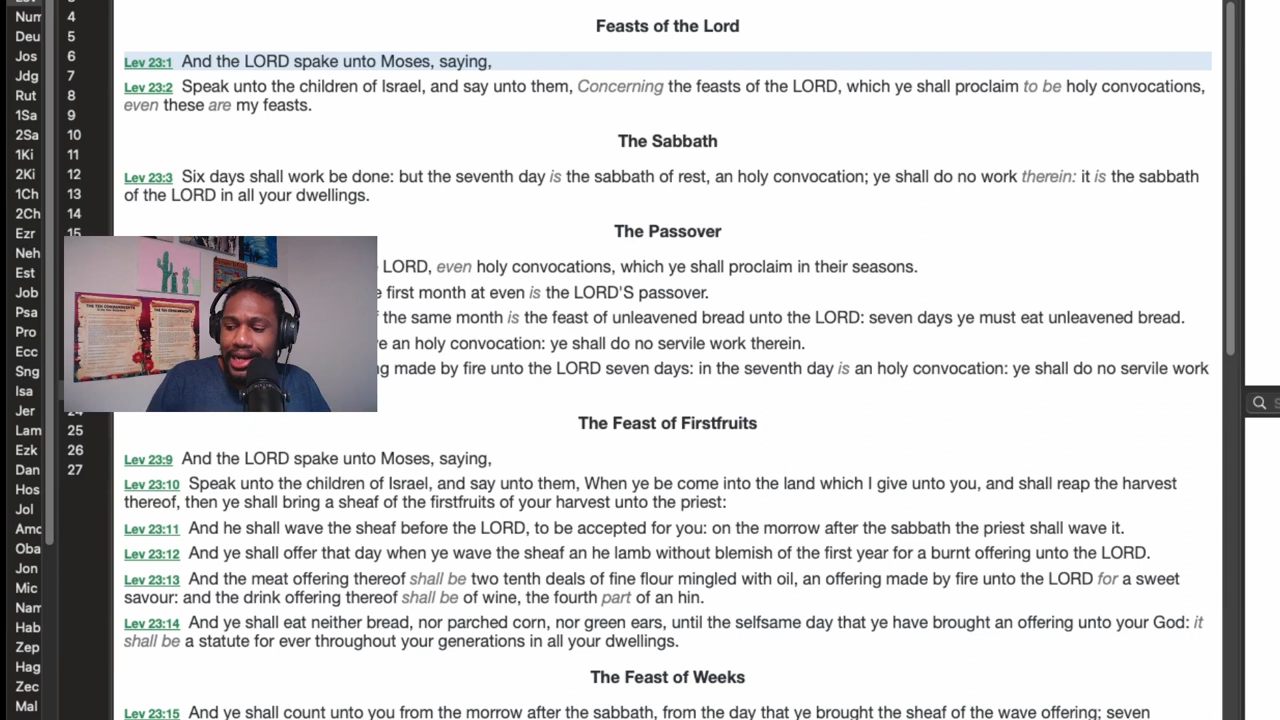 Num
Deu
Jos
Jdg
Rut
1Sa
2Sa
1Ki
2Ki
1Ch
2Ch
Ezr
Neh
Est
Job
Psa
Pro
Ecc
Sng
Isa
Jer
Lam
Ezk
Dan
Hos
Jol
Amo
Oba
Jon
Mic
Nam
Hab
Zep
Hag
Zec
Mal
4
5
6
7
8
9
10
11
12
13
14
15
25
26
27
Feasts of the Lord
Lev 23:1 And the LORD spake unto Moses, saying,
Lev 23:2 Speak unto the children of Israel, and say unto them, Concerning the feasts of the LORD, which ye shall proclaim to be holy convocations,
even these are my feasts.
The Sabbath
Lev 23:3 Six days shall work be done: but the seventh day is the sabbath of rest, an holy convocation; ye shall do no work therein: it is the sabbath
of the LORD in all your dwellings.
The Passover
LORD, even holy convocations, which ye shall proclaim in their seasons.
first month at even is the LORD'S passover.
the same month is the feast of unleavened bread unto the LORD: seven days ye must eat unleavened bread.
an holy convocation: ye shall do no servile work therein.
made by fire unto the LORD seven days: in the seventh day is an holy convocation: ye shall do no servile work
The Feast of Firstfruits
Lev 23:9 And the LORD spake unto Moses, saying,
Lev 23:10 Speak unto the children of Israel, and say unto them, When ye be come into the land which I give unto you, and shall reap the harvest
thereof, then ye shall bring a sheaf of the firstfruits of your harvest unto the priest:
Lev 23:11 And he shall wave the sheaf before the LORD, to be accepted for you: on the morrow after the sabbath the priest shall wave it.
Lev 23:12 And ye shall offer that day when ye wave the sheaf an he lamb without blemish of the first year for a burnt offering unto the LORD.
Lev 23:13 And the meat offering thereof shall be two tenth deals of fine flour mingled with oil, an offering made by fire unto the LORD for a sweet
savour: and the drink offering thereof shall be of wine, the fourth part of an hin.
Lev 23:14 And ye shall eat neither bread, nor parched corn, nor green ears, until the selfsame day that ye have brought an offering unto your God: it
shall be a statute for ever throughout your generations in all your dwellings.
The Feast of Weeks
Lev 23:15 And ye shall count unto you from the morrow after the sabbath, from the day that ye brought the sheaf of the wave offering; seven
THE TEN COMMANDMENTS